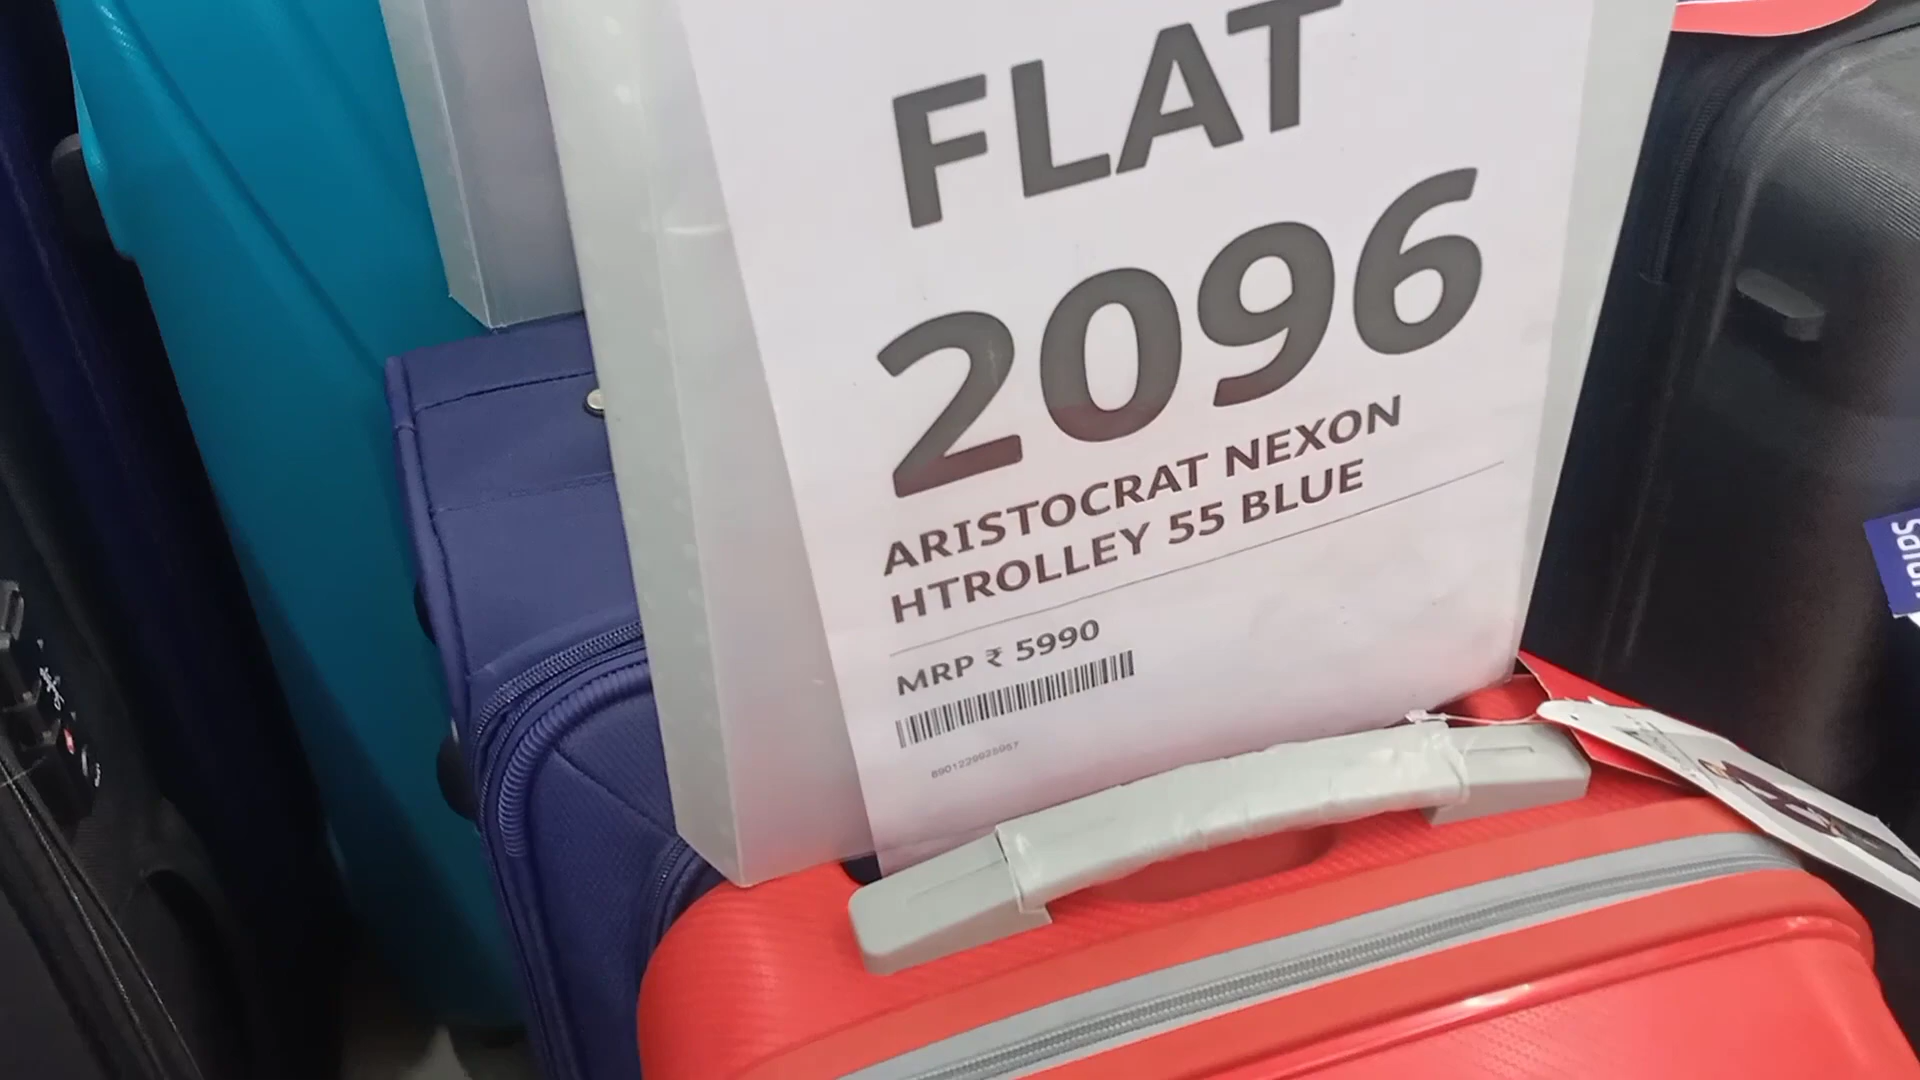 FLAT
2096
ARISTOCRAT NEXON
HTROLLEY 55 BLUE
MRP ₹ 5990